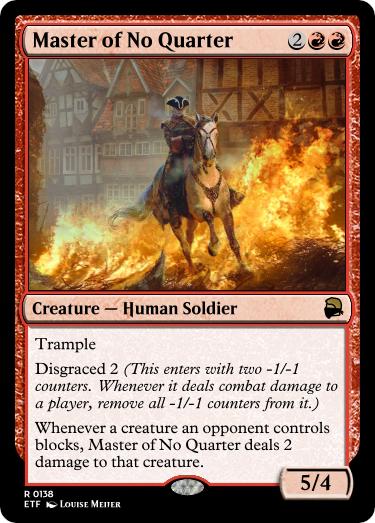 Master of No Quarter 2
Creature — Human Soldier
Trample
Disgraced 2 (This enters with two -1/-1
counters. Whenever it deals combat damage to
a player, remove all -1/-1 counters from it.)
Whenever a creature an opponent controls
blocks, Master of No Quarter deals 2
damage to that creature.
5/4
R 0138
ETF Louise Meijer